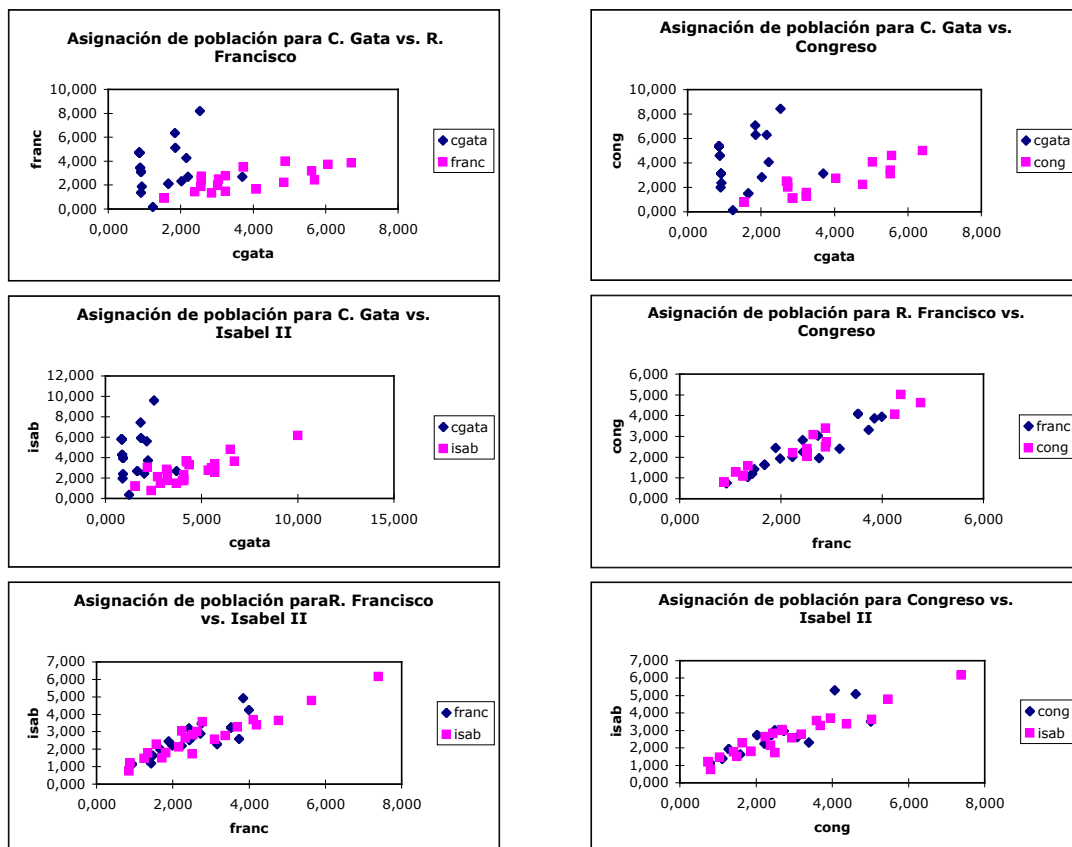 Asignación de población para C. Gata vs. R.
Francisco
franc
10,000
8,000
6,000
4,000
2,000
0,000
0,000 2,000 4,000 6,000 8,000
cgata
cgata
franc
Asignación de población para C. Gata vs.
Congreso
cong
10,000
8,000
6,000
4,000
2,000
0,000
0,000 2,000 4,000 6,000 8,000
cgata
cgata
cong
Asignación de población para C. Gata vs.
Isabel II
isab
12,000
10,000
8,000
6,000
4,000
2,000
0,000
0,000 5,000 10,000 15,000
cgata
cgata
isab
Asignación de población para R. Francisco vs.
Congreso
cong
6,000
5,000
4,000
3,000
2,000
1,000
0,000
0,000 2,000 4,000 6,000
franc
franc
cong
Asignación de población paraR. Francisco
vs. Isabel II
isab
7,000
6,000
5,000
4,000
3,000
2,000
1,000
0,000
0,000 2,000 4,000 6,000 8,000
franc
franc
isab
Asignación de población para Congreso vs.
Isabel II
isab
7,000
6,000
5,000
4,000
3,000
2,000
1,000
0,000
0,000 2,000 4,000 6,000 8,000
cong
cong
isab